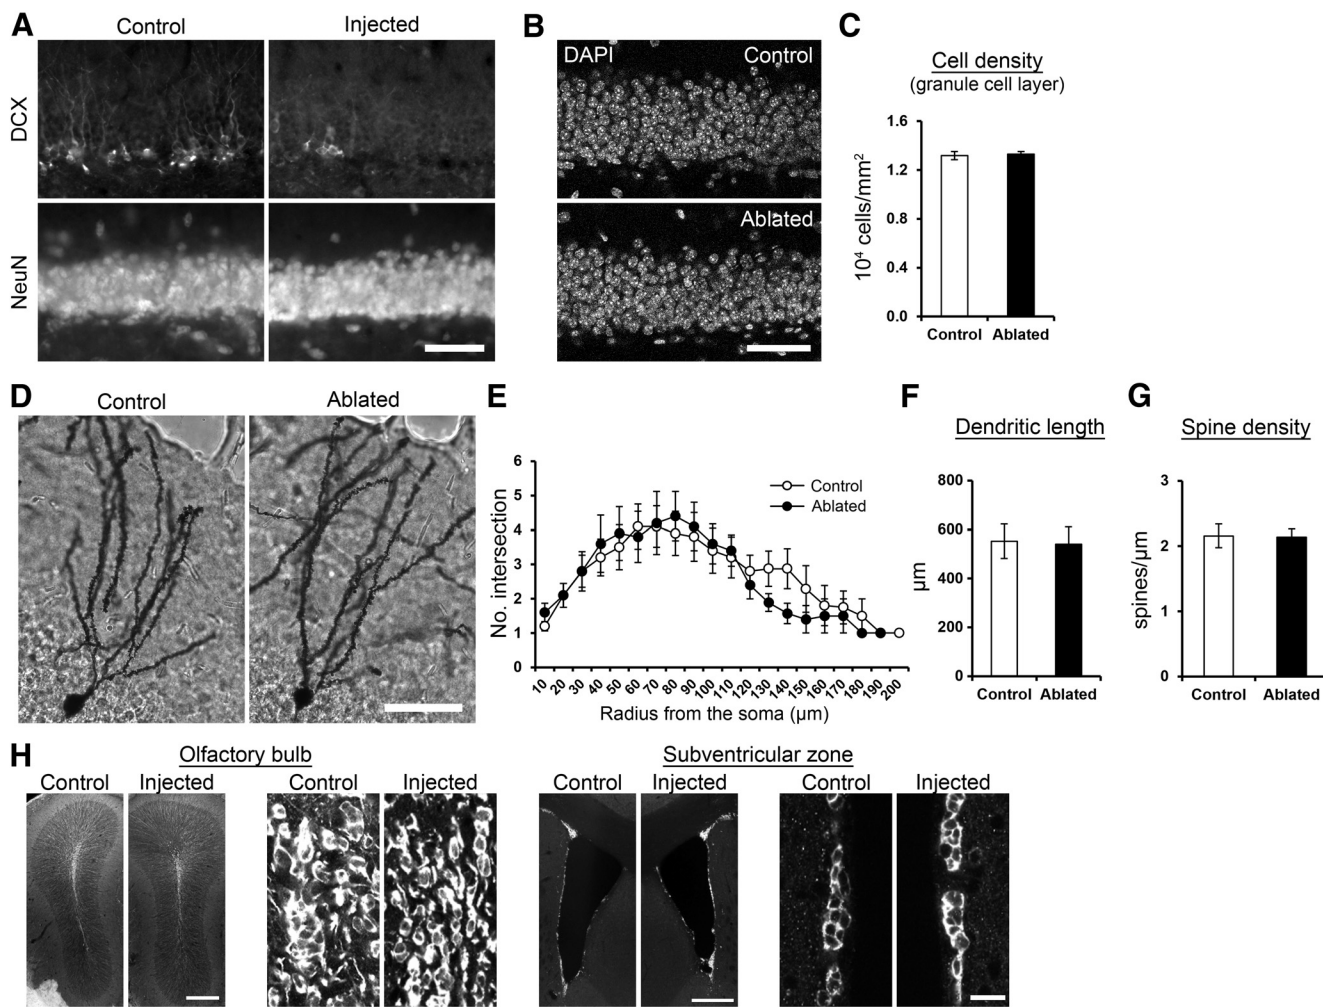 A
Control
Injected
DCX
NeuN
B
DAPI
Control
Ablated
C
Cell density
(granule cell layer)
10⁴ cells/mm²
1.6
1.2
0.8
0.4
0.0
Control Ablated
D
Control
Ablated
E
No. intersection
6
5
4
3
2
1
0
Control
Ablated
10 20 30 40 50 60 70 80 90 100 110 120 130 140 150 160 170 180 190 200
Radius from the soma (µm)
F
Dendritic length
µm
800
600
400
200
0
Control Ablated
G
Spine density
spines/µm
3
2
1
0
Control Ablated
H
Olfactory bulb
Control Injected Control Injected
Subventricular zone
Control Injected Control Injected